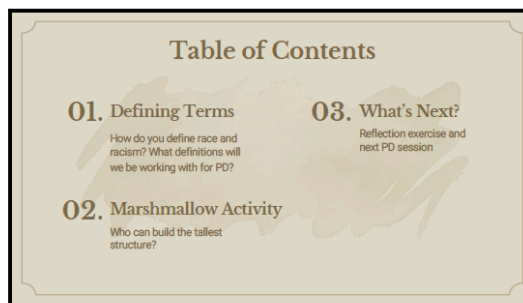 Table of Contents
01. Defining Terms
How do you define race and
racism? What definitions will
we be working with for PD?
02. Marshmallow Activity
Who can build the tallest
structure?
03. What's Next?
Reflection exercise and
next PD session